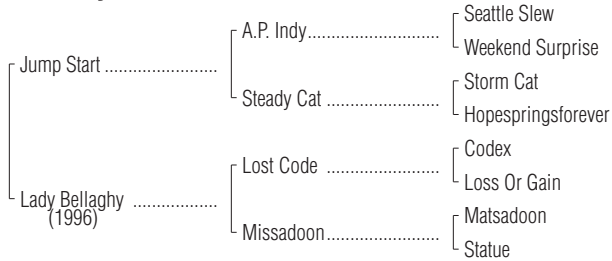 Seattle Slew
A.P. Indy..............................
Weekend Surprise
Jump Start ..........................
Storm Cat
Steady Cat ..........................
Hopespringsforever
Codex
Lost Code ..........................
Loss Or Gain
Lady Bellaghy ...................
(1996)
Matsadoon
Missadoon..........................
Statue